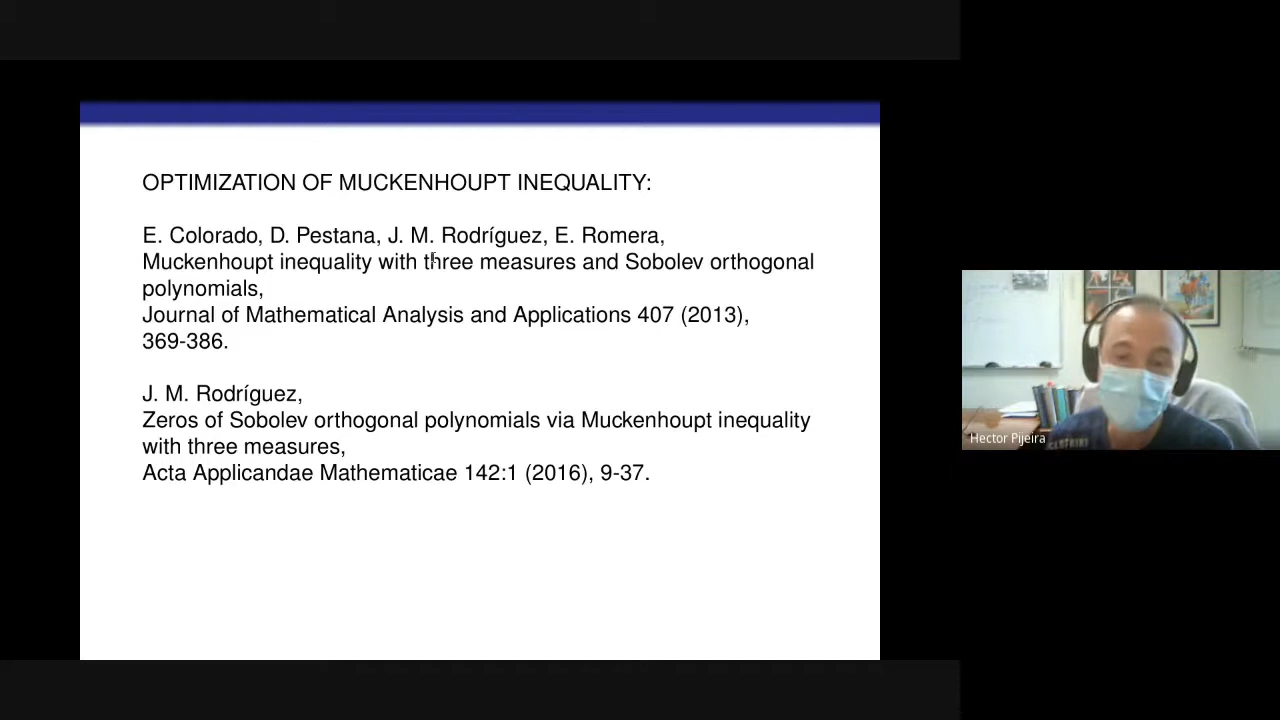 OPTIMIZATION OF MUCKENHOUPT INEQUALITY:
E. Colorado, D. Pestana, J. M. Rodríguez, E. Romera,
Muckenhoupt inequality with three measures and Sobolev orthogonal
polynomials,
Journal of Mathematical Analysis and Applications 407 (2013),
369-386.
J. M. Rodríguez,
Zeros of Sobolev orthogonal polynomials via Muckenhoupt inequality
with three measures,
Acta Applicandae Mathematicae 142:1 (2016), 9-37.
Hector Pijeira